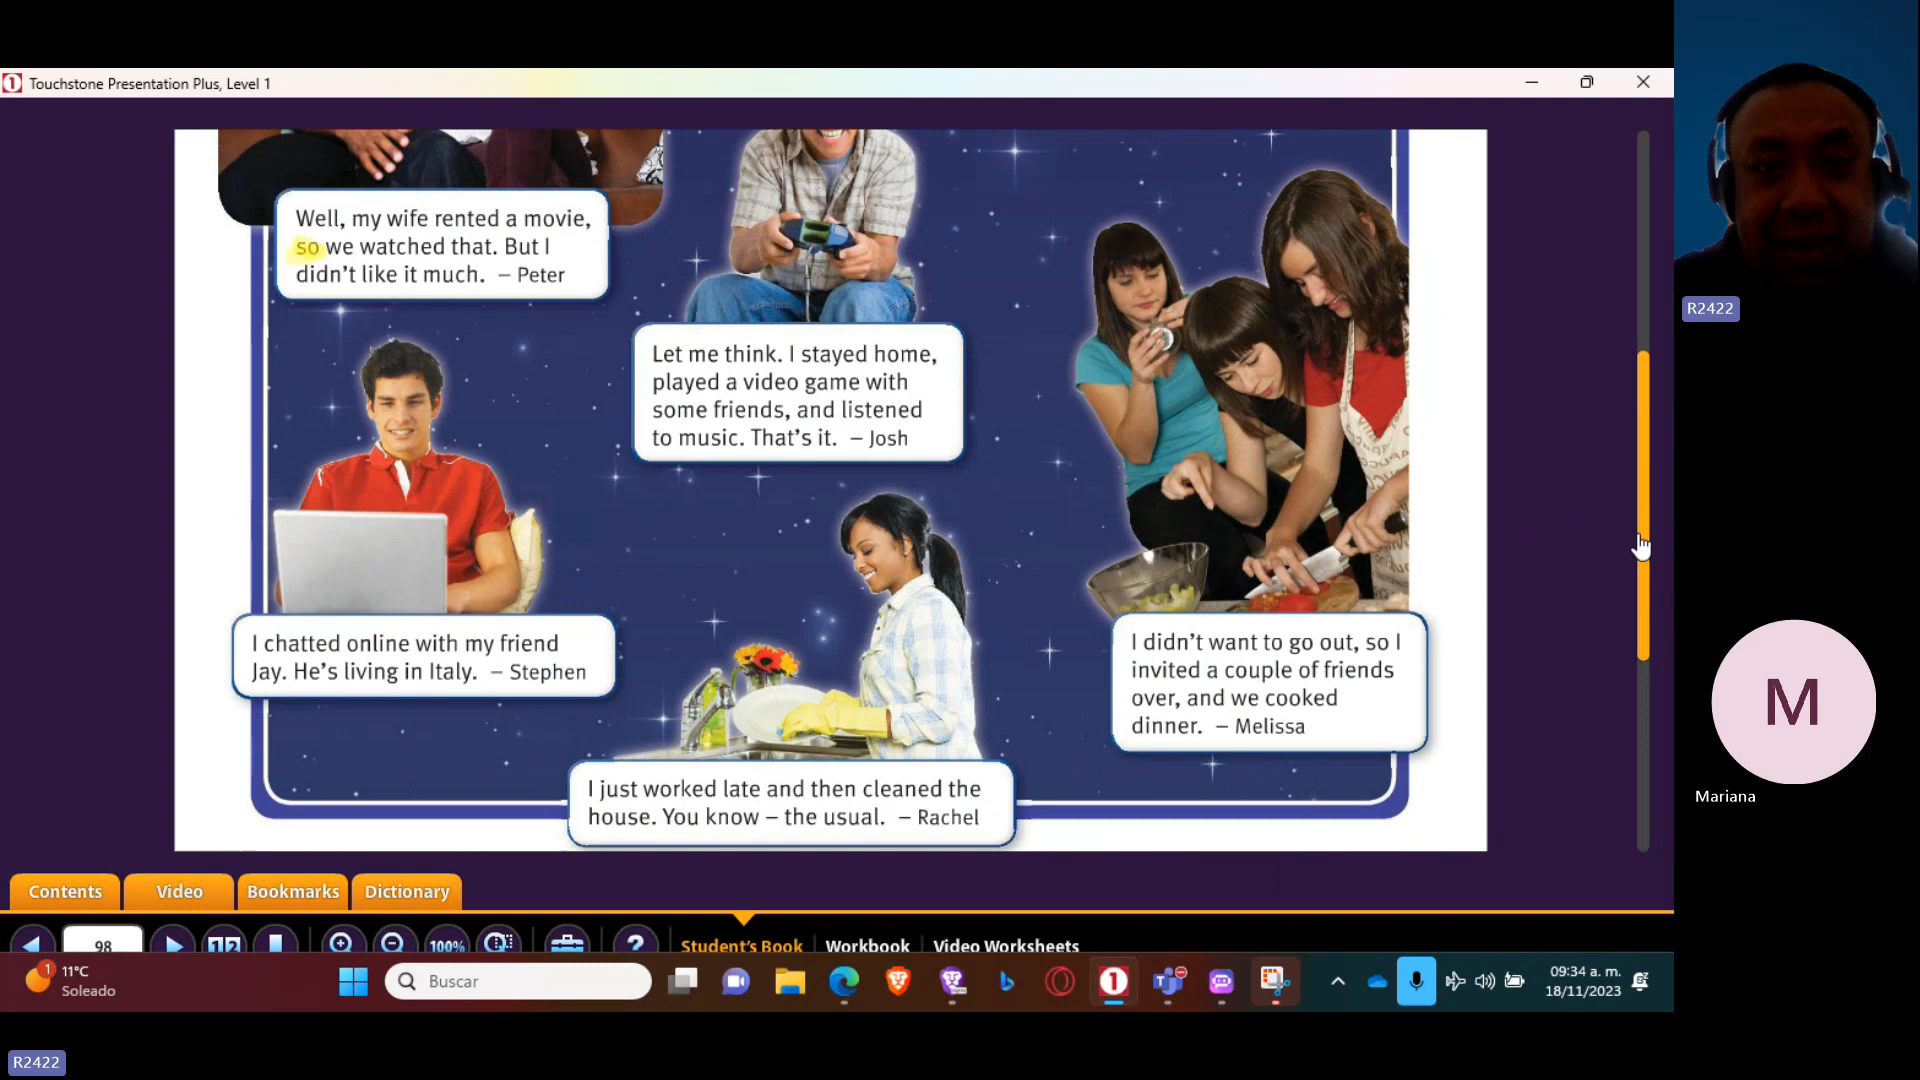 Touchstone Presentation Plus, Level 1
Well, my wife rented a movie,
so we watched that. But I
didn't like it much. – Peter
Let me think. I stayed home,
played a video game with
some friends, and listened
to music. That's it. – Josh
I chatted online with my friend
Jay. He's living in Italy. – Stephen
I didn't want to go out, so I
invited a couple of friends
over, and we cooked
dinner. – Melissa
I just worked late and then cleaned the
house. You know – the usual. – Rachel
R2422
M
Mariana
Contents
Video
Bookmarks
Dictionary
98
12
100%
?
Student's Book
Workbook
Video Worksheets
1
11°C
Soleado
Buscar
09:34 a. m.
18/11/2023
R2422